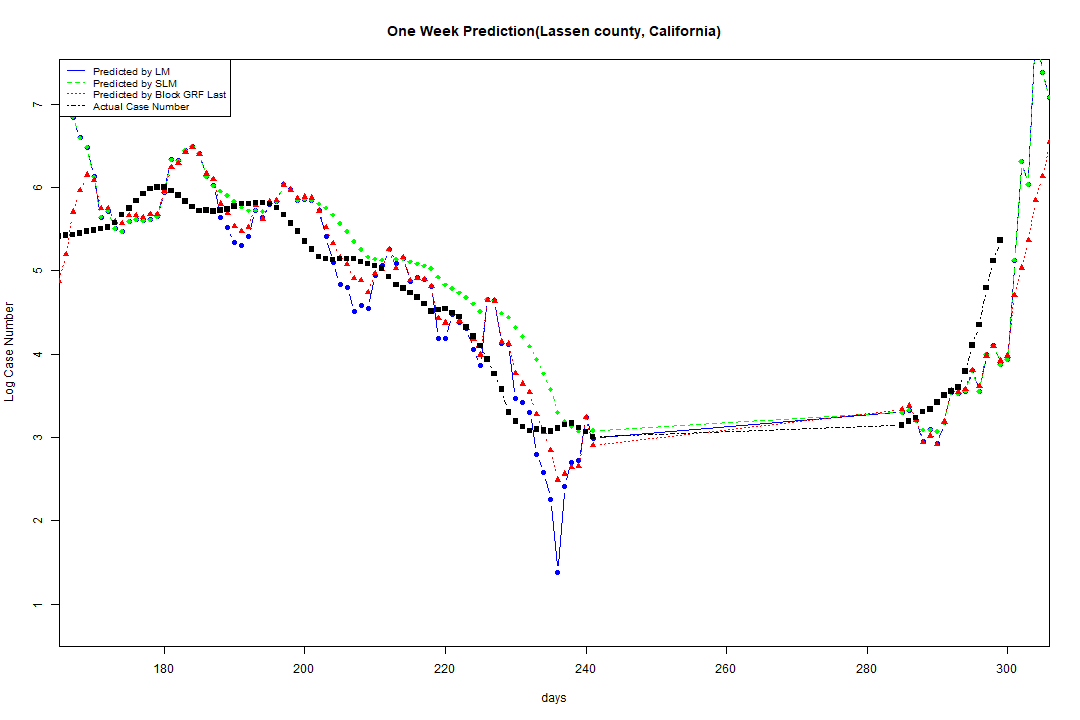 One Week Prediction(Lassen county, California)
Predicted by LM
Predicted by SLM
Predicted by Block GRF Last
Actual Case Number
7
6
5
4
3
2
1
Log Case Number
180 200 220 240 260 280 300
days